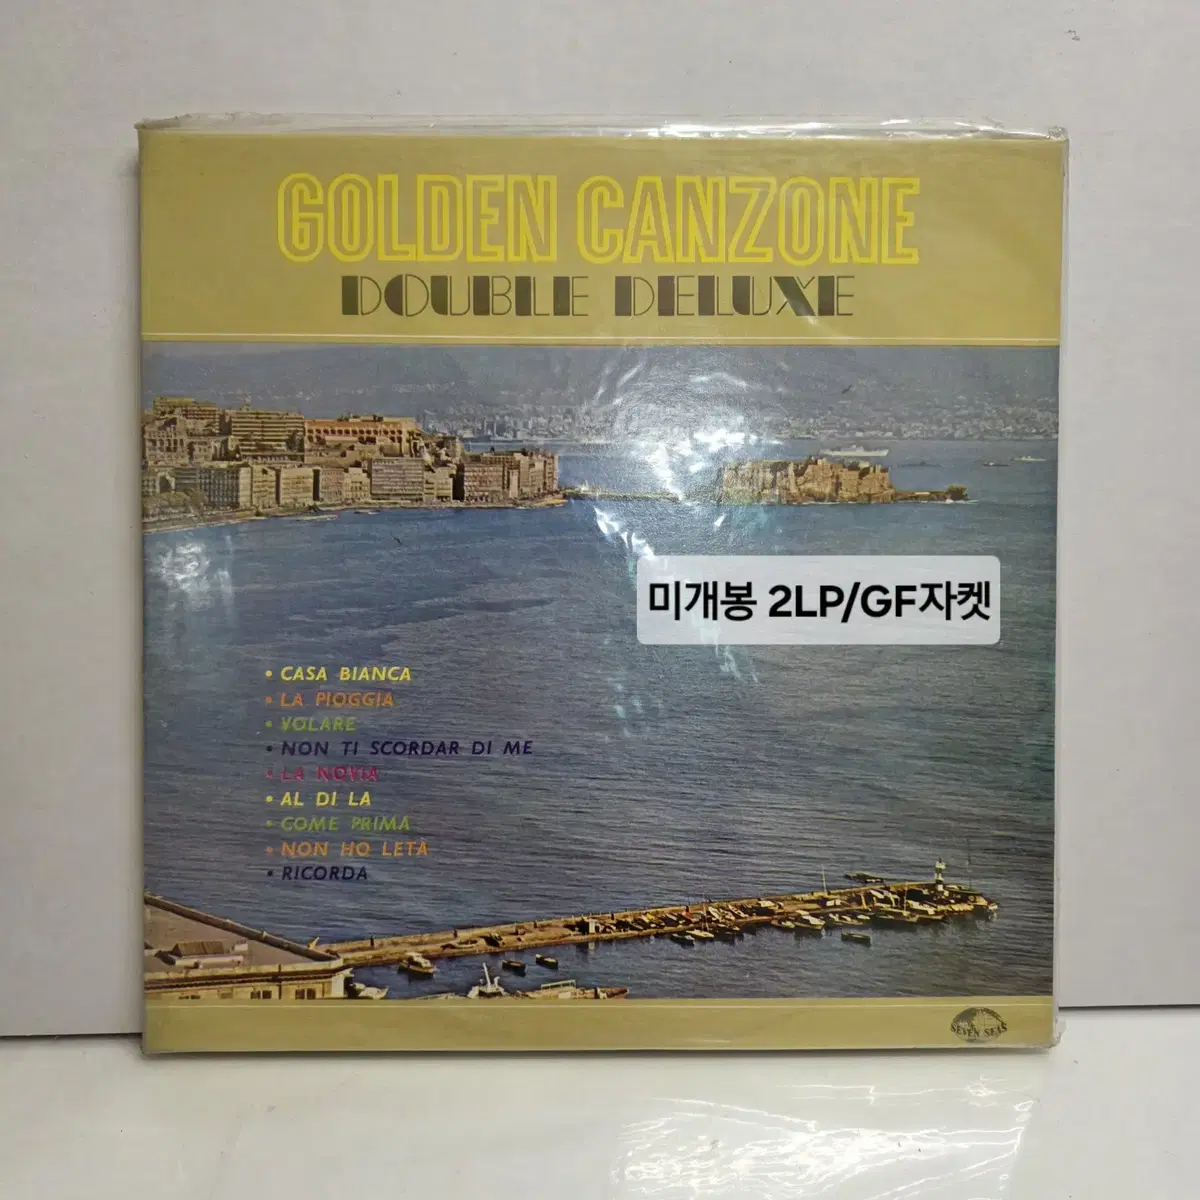 GOLDEN CANZONE
DOUBLE DELUXE
미개봉 2LP/GF자켓
• CASA BIANCA
• LA PIOGGIA
• VOLARE
• NON TI SCORDAR DI ME
• LA NOVIA
• AL DI LA
• COME PRIMA
• NON HO LETÀ
• RICORDA
SEVEN SEAS